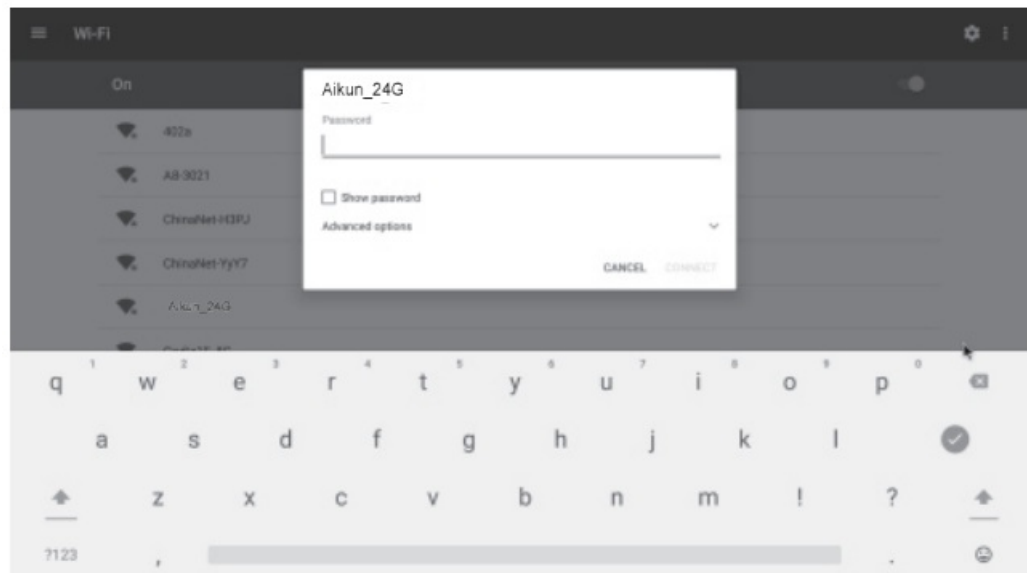 Wi-Fi
On
Aikun_24G
Password
Show password
Advanced options
CANCEL CONNECT
402a
A8-3021
ChinaNet-H3PJ
ChinaNet-YyY7
Aikun_24G
1 2 3 4 5 6 7 8 9 0
q w e r t y u i o p
a s d f g h j k l
z x c v b n m ! ?
?123 , .